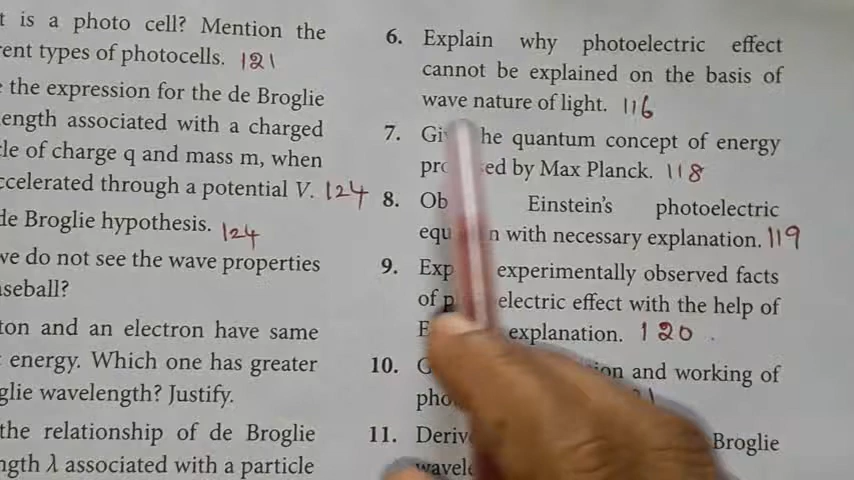 t is a photo cell? Mention the
rent types of photocells. 121
e the expression for the de Broglie
length associated with a charged
cle of charge q and mass m, when
ccelerated through a potential V. 124
de Broglie hypothesis. 124
we do not see the wave properties
aseball?
ton and an electron have same
energy. Which one has greater
glie wavelength? Justify.
the relationship of de Broglie
ngth λ associated with a particle
6. Explain why photoelectric effect
cannot be explained on the basis of
wave nature of light. 116
7. Gi he quantum concept of energy
pro sed by Max Planck. 118
8. Ob Einstein's photoelectric
equ n with necessary explanation. 119
9. Exp experimentally observed facts
of p electric effect with the help of
E explanation. 120
10. G ion and working of
pho
11. Deriv Broglie
wavele